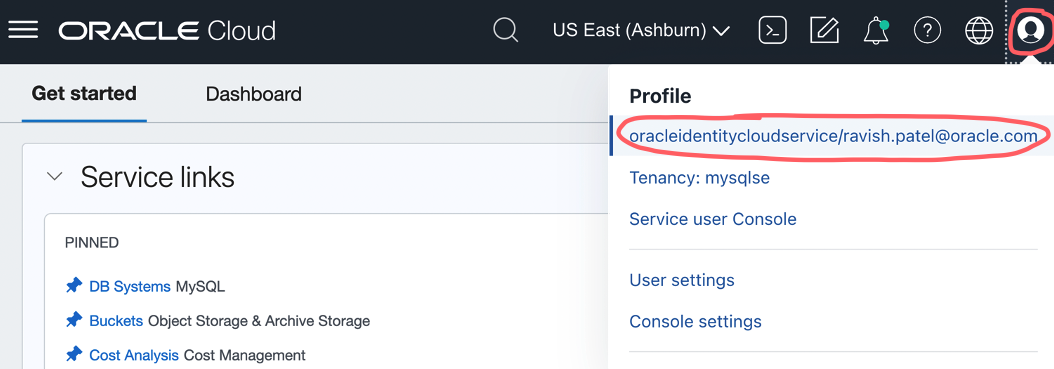 ORACLE Cloud
US East (Ashburn)
Get started
Dashboard
Service links
PINNED
DB Systems MySQL
Buckets Object Storage & Archive Storage
Cost Analysis Cost Management
Profile
oracleidentitycloudservice/ravish.patel@oracle.com
Tenancy: mysqlse
Service user Console
User settings
Console settings